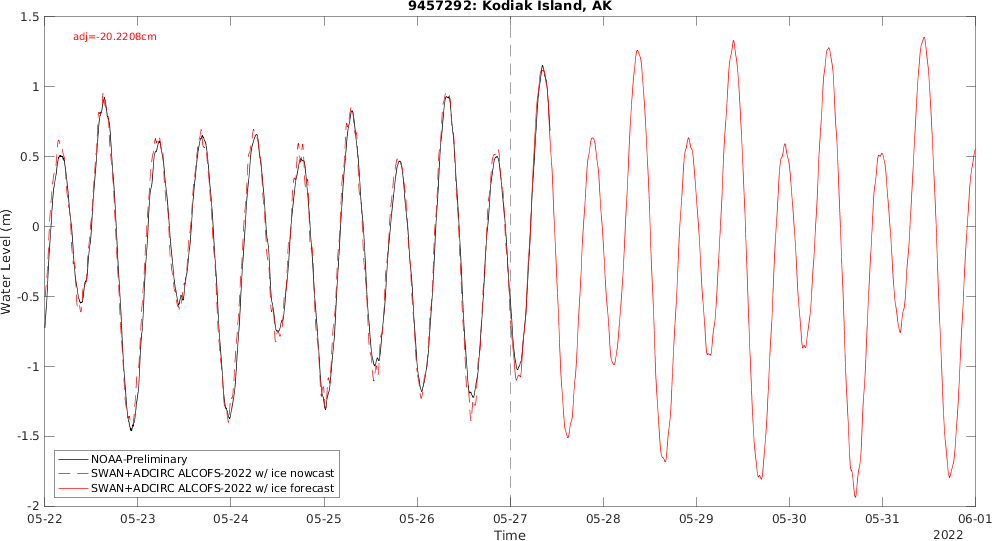 9457292: Kodiak Island, AK
adj=-20.2208cm
1.5
1
0.5
0
-0.5
-1
-1.5
-2
Water Level (m)
NOAA-Preliminary
SWAN+ADCIRC ALCOFS-2022 w/ ice nowcast
SWAN+ADCIRC ALCOFS-2022 w/ ice forecast
05-22 05-23 05-24 05-25 05-26 05-27 05-28 05-29 05-30 05-31 06-01
Time
2022